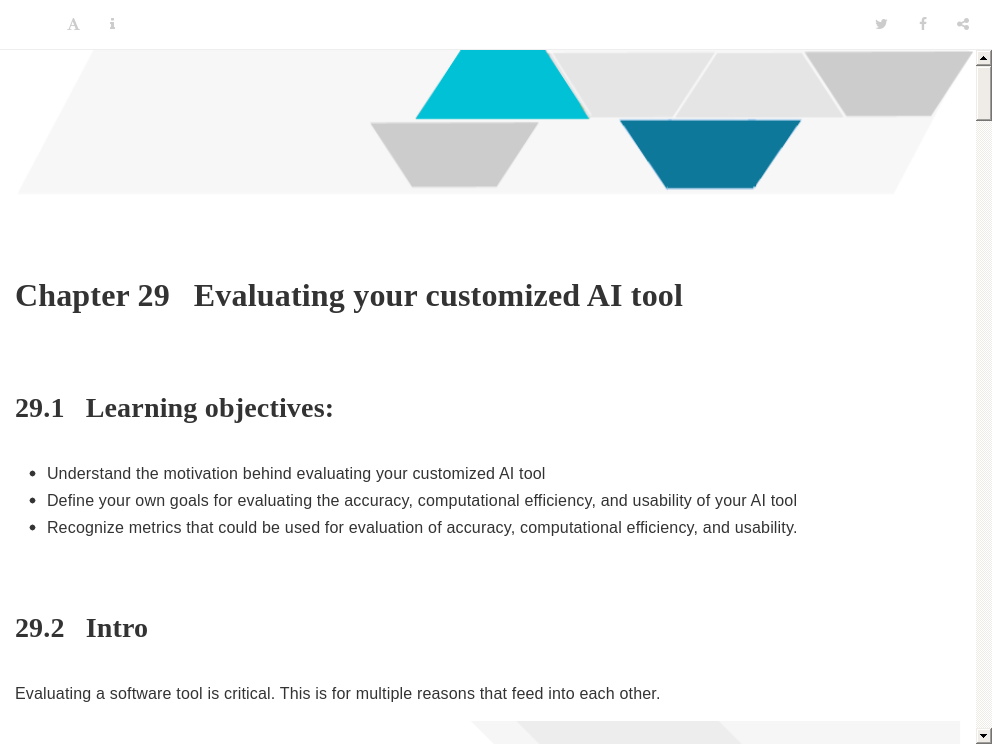 Chapter 29 Evaluating your customized AI tool
29.1 Learning objectives:
Understand the motivation behind evaluating your customized AI tool
Define your own goals for evaluating the accuracy, computational efficiency, and usability of your AI tool
Recognize metrics that could be used for evaluation of accuracy, computational efficiency, and usability.
29.2 Intro
Evaluating a software tool is critical. This is for multiple reasons that feed into each other.